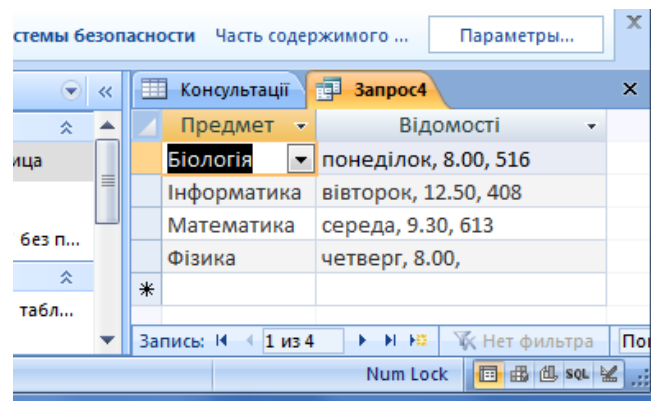 стемы безопасности Часть содержимого ... Параметры...
Консультації Запрос4
Предмет Відомості
ица
Біологія понеділок, 8.00, 516
Інформатика вівторок, 12.50, 408
Математика середа, 9.30, 613
без п...
Фізика четверг, 8.00,
табл...
Запись: 1 из 4 Нет фильтра По
Num Lock SQL